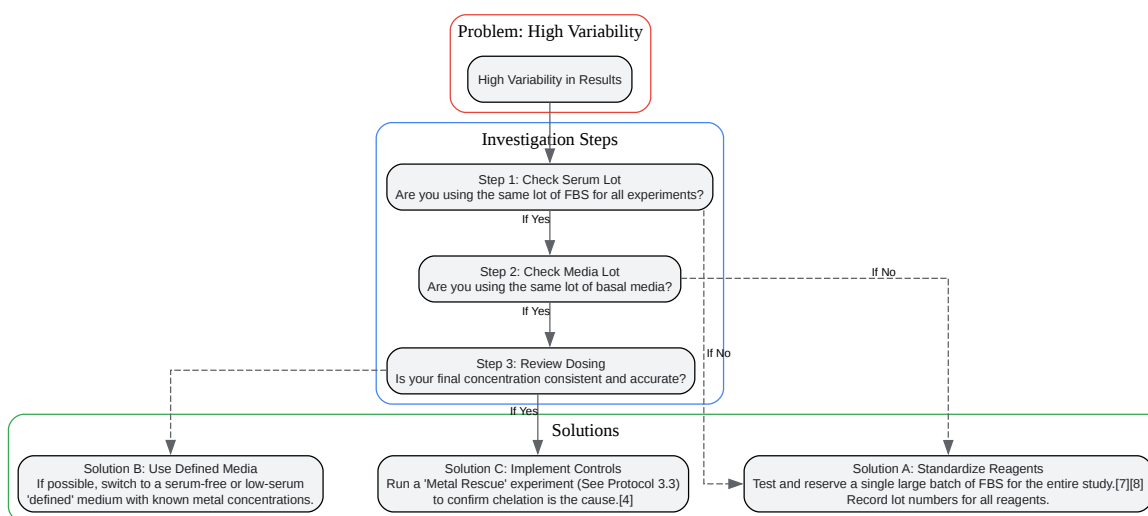 Problem: High Variability
High Variability in Results
Investigation Steps
Step 1: Check Serum Lot
Are you using the same lot of FBS for all experiments?
If Yes
Step 2: Check Media Lot
Are you using the same lot of basal media?
If No
If Yes
If No
Step 3: Review Dosing
Is your final concentration consistent and accurate?
If Yes
Solutions
Solution B: Use Defined Media
If possible, switch to a serum-free or low-serum
'defined' medium with known metal concentrations.
Solution C: Implement Controls
Run a 'Metal Rescue' experiment (See Protocol 3.3)
to confirm chelation is the cause.[4]
Solution A: Standardize Reagents
Test and reserve a single large batch of FBS for the entire study.[7][8]
Record lot numbers for all reagents.